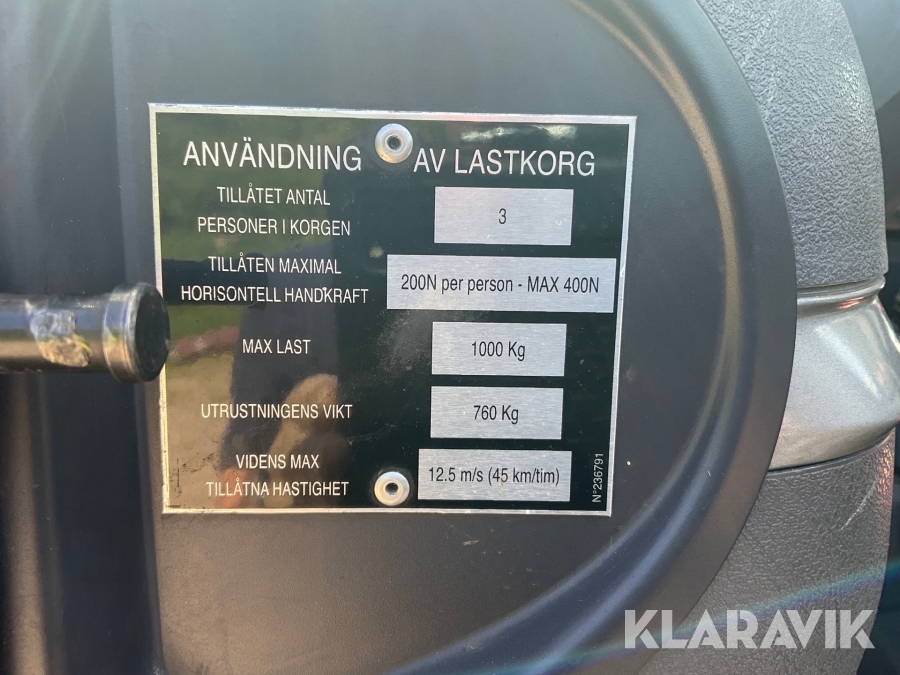 ANVÄNDNING AV LASTKORG
TILLÅTET ANTAL
PERSONER I KORGEN
3
TILLÅTEN MAXIMAL
HORISONTELL HANDKRAFT
200N per person - MAX 400N
MAX LAST
1000 Kg
UTRUSTNINGENS VIKT
760 Kg
VIDENS MAX
TILLÅTNA HASTIGHET
12.5 m/s (45 km/tim)
N°236791
KLARAVIK